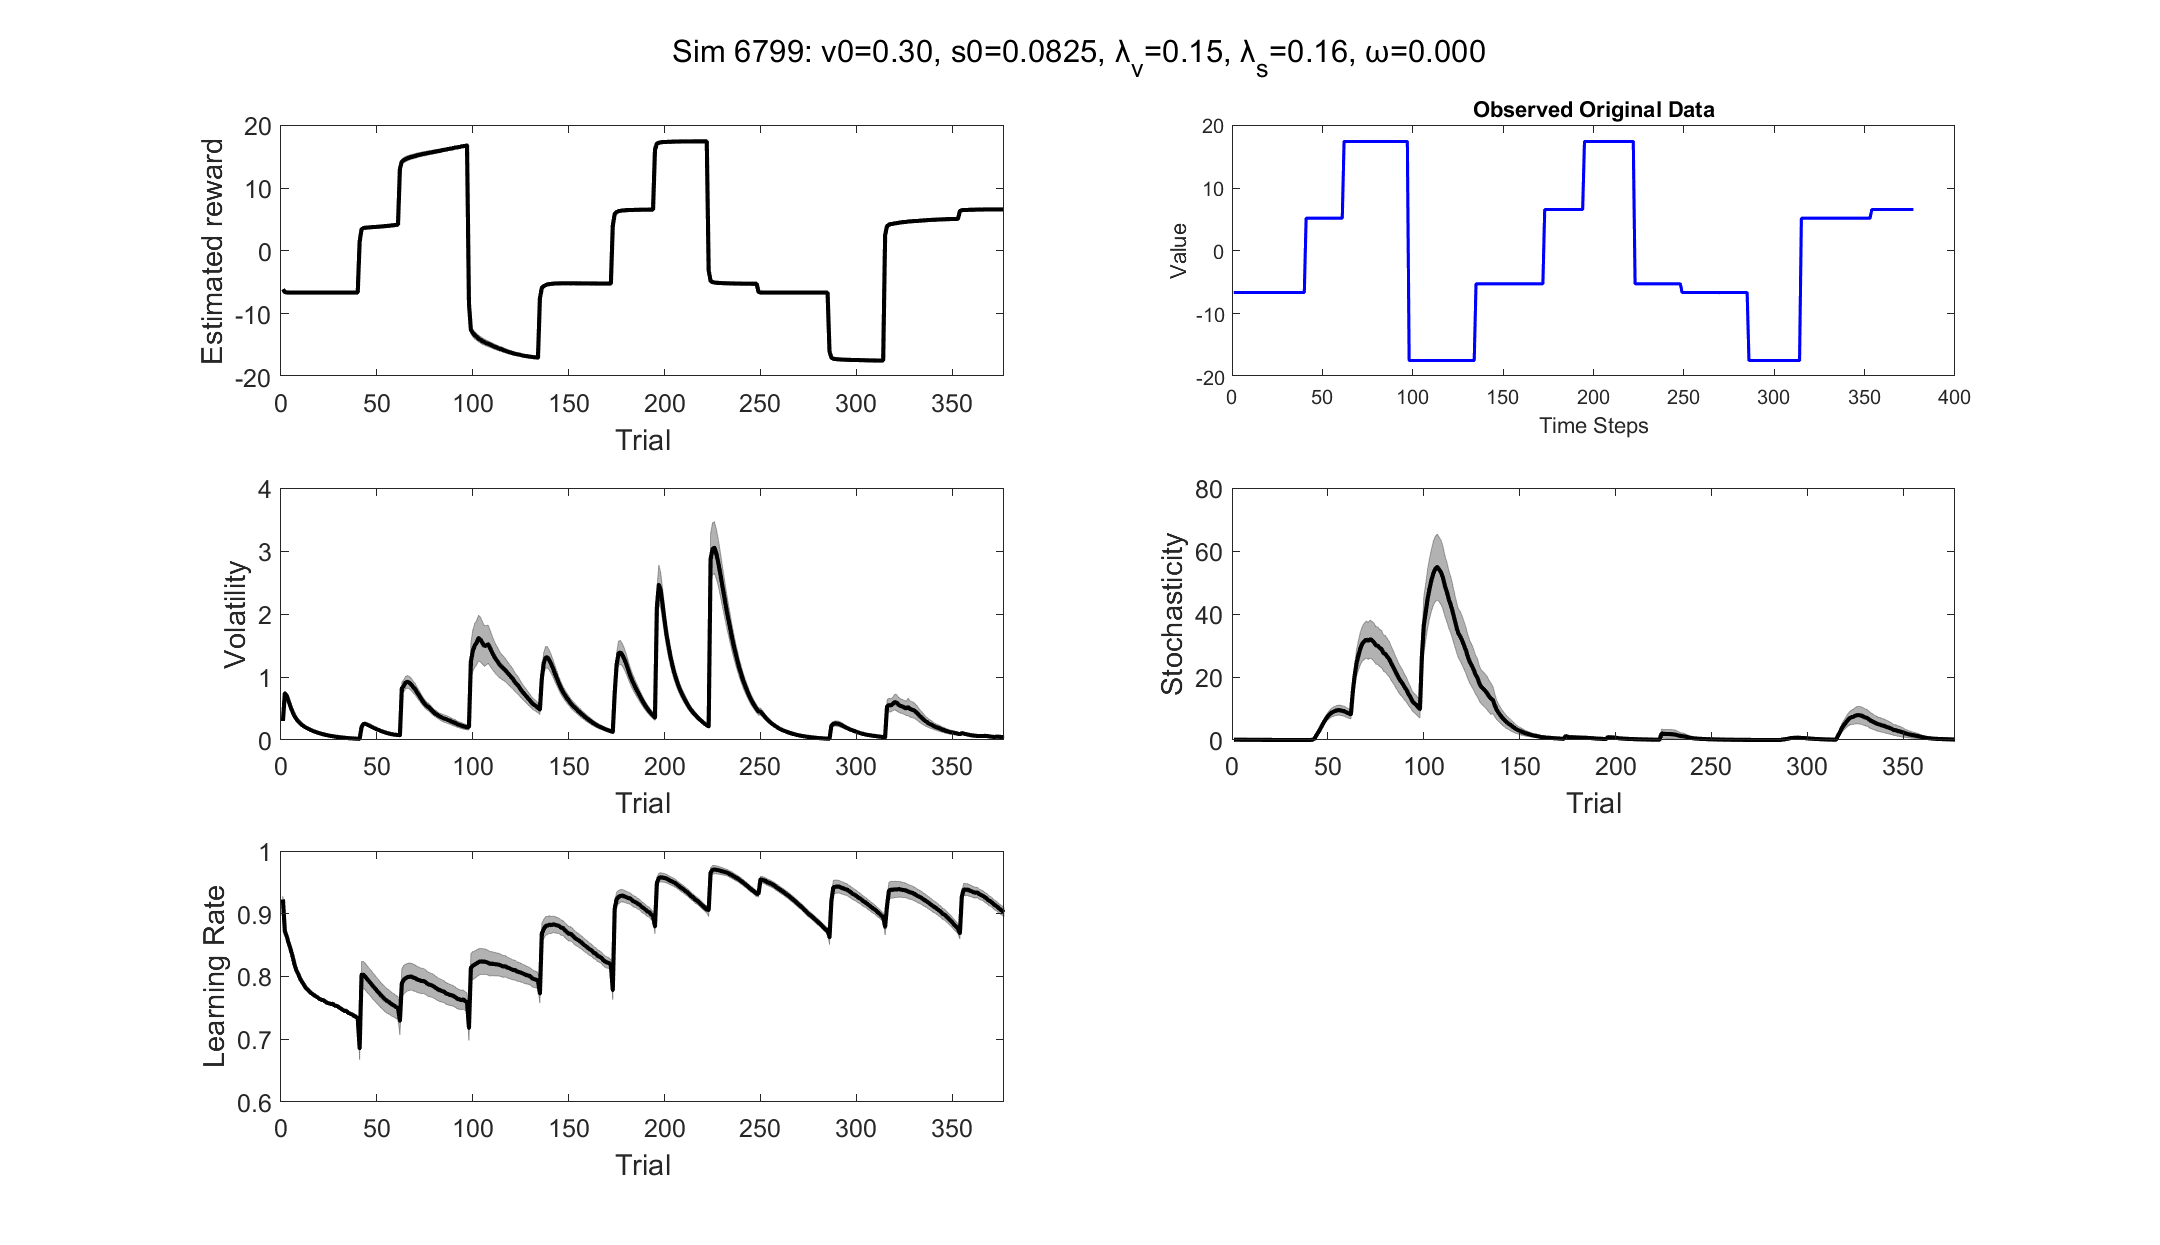 Sim 6799: v0=0.30, s0=0.0825, λv=0.15, λs=0.16, ω=0.000
Estimated reward
20
10
0
-10
-20
0 50 100 150 200 250 300 350
Trial
Observed Original Data
Value
20
10
0
-10
-20
0 50 100 150 200 250 300 350 400
Time Steps
Volatility
4
3
2
1
0
0 50 100 150 200 250 300 350
Trial
Stochasticity
80
60
40
20
0
0 50 100 150 200 250 300 350
Trial
Learning Rate
1
0.9
0.8
0.7
0.6
0 50 100 150 200 250 300 350
Trial